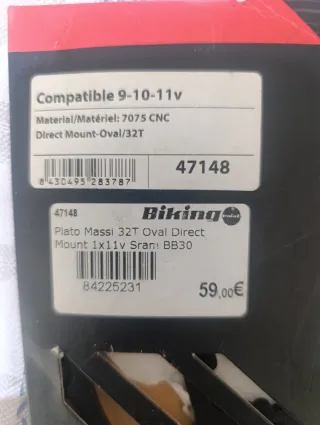 Compatible 9-10-11v
Material/Matériel: 7075 CNC
Direct Mount-Oval/32T
8 430495 283787
47148
47148
Biking
Plato Massi 32T Oval Direct
Mount 1x11v Sram BB30
84225231
59,00€